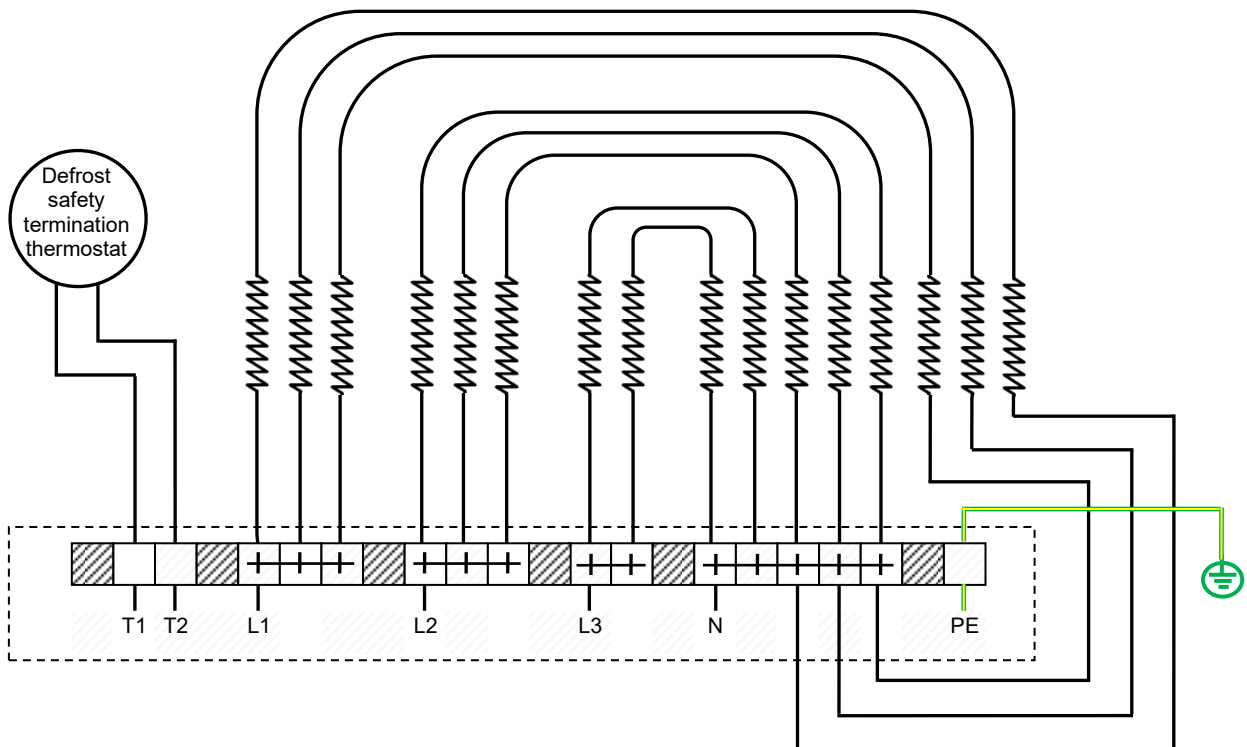 Defrost
safety
termination
thermostat
T1 T2 L1 L2 L3 N PE